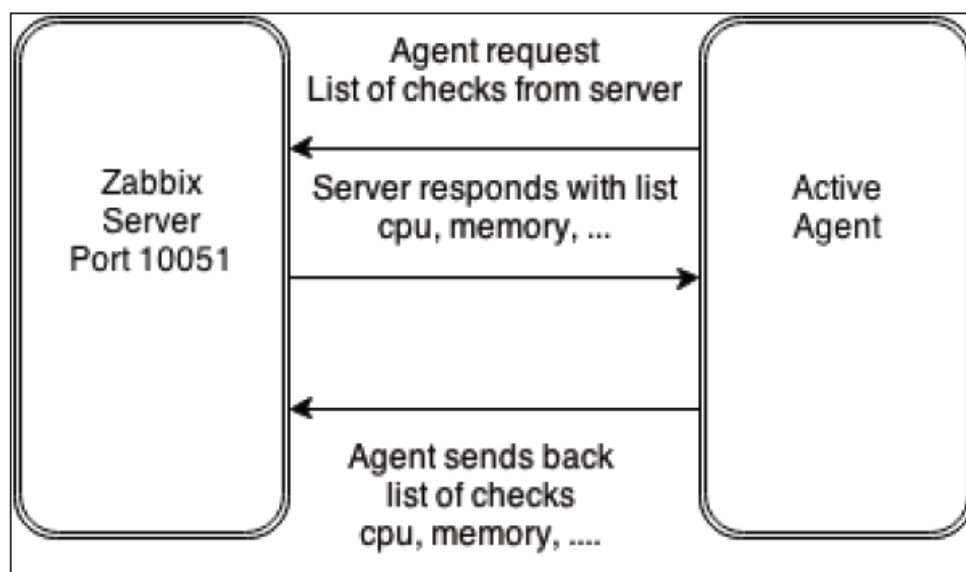 Agent request
List of checks from server
Zabbix
Server
Port 10051
Server responds with list
cpu, memory, ...
Active
Agent
Agent sends back
list of checks
cpu, memory, ....